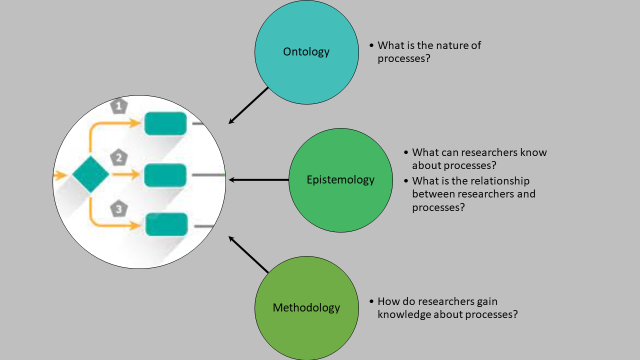 Ontology
• What is the nature of
processes?
1
2
3
Epistemology
• What can researchers know
about processes?
• What is the relationship
between researchers and
processes?
Methodology
• How do researchers gain
knowledge about processes?